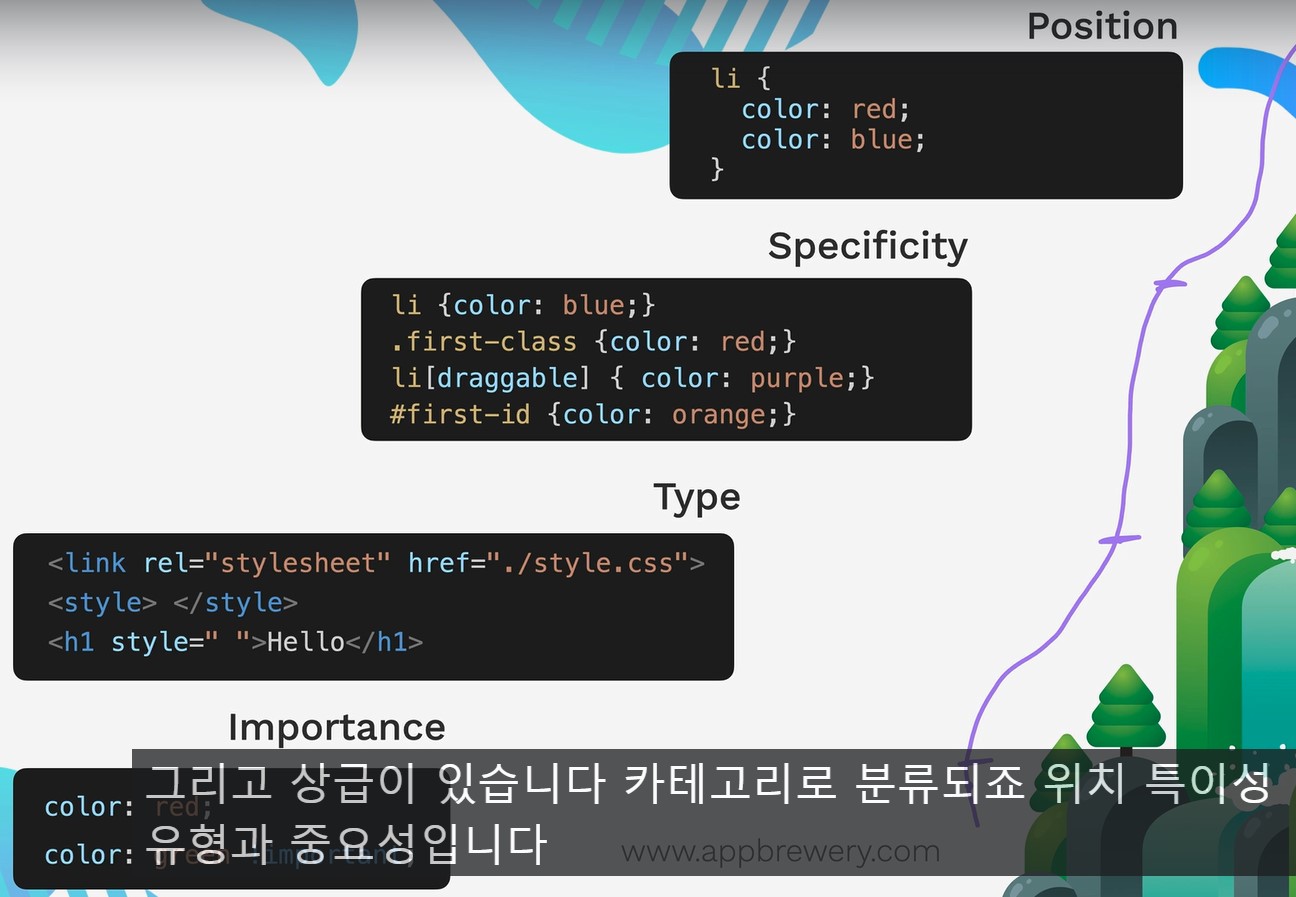 Position
li {
color: red;
color: blue;
}
Specificity
li {color: blue;}
.first-class {color: red;}
li[draggable] { color: purple;}
#first-id {color: orange;}
Type
<link rel="stylesheet" href="./style.css">
<style> </style>
<h1 style=" ">Hello</h1>
Importance
color: red;
color: green !important;
그리고 상급이 있습니다 카테고리로 분류되죠 위치 특이성
유형과 중요성입니다
www.appbrewery.com